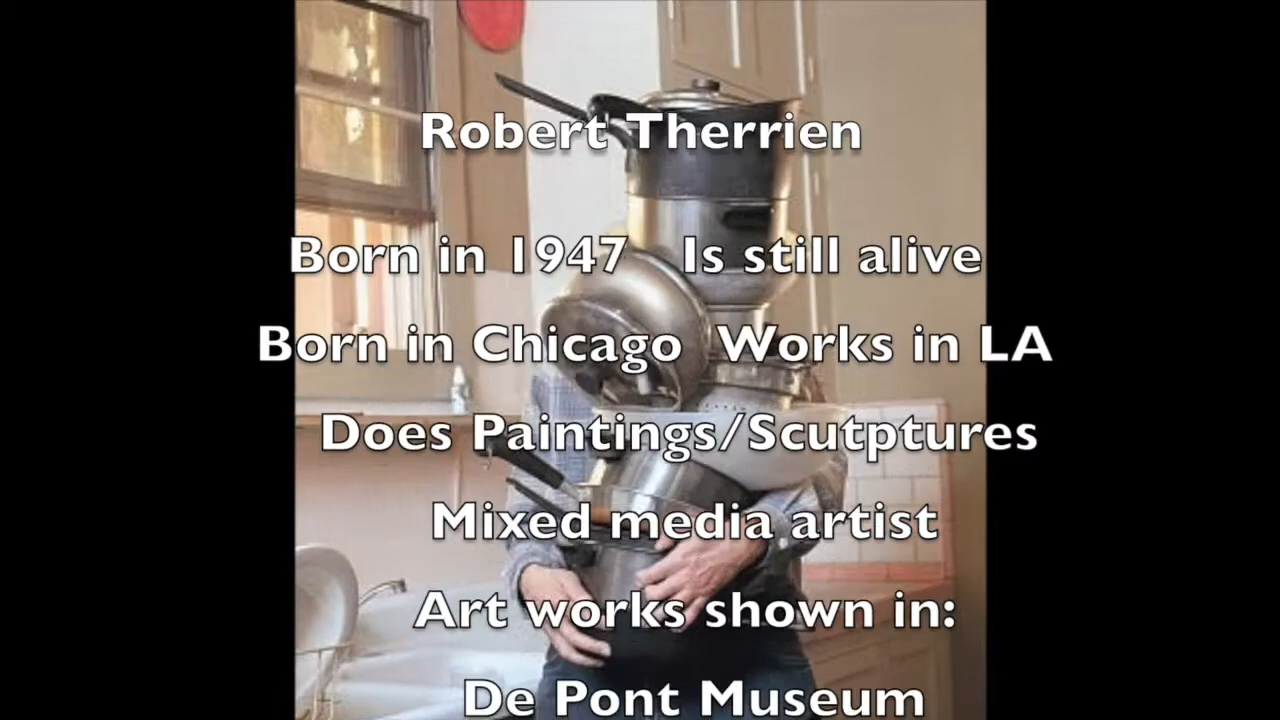 Robert Therrien
Born in 1947 Is still alive
Born in Chicago Works in LA
Does Paintings/Scutptures
Mixed media artist
Art works shown in:
De Pont Museum